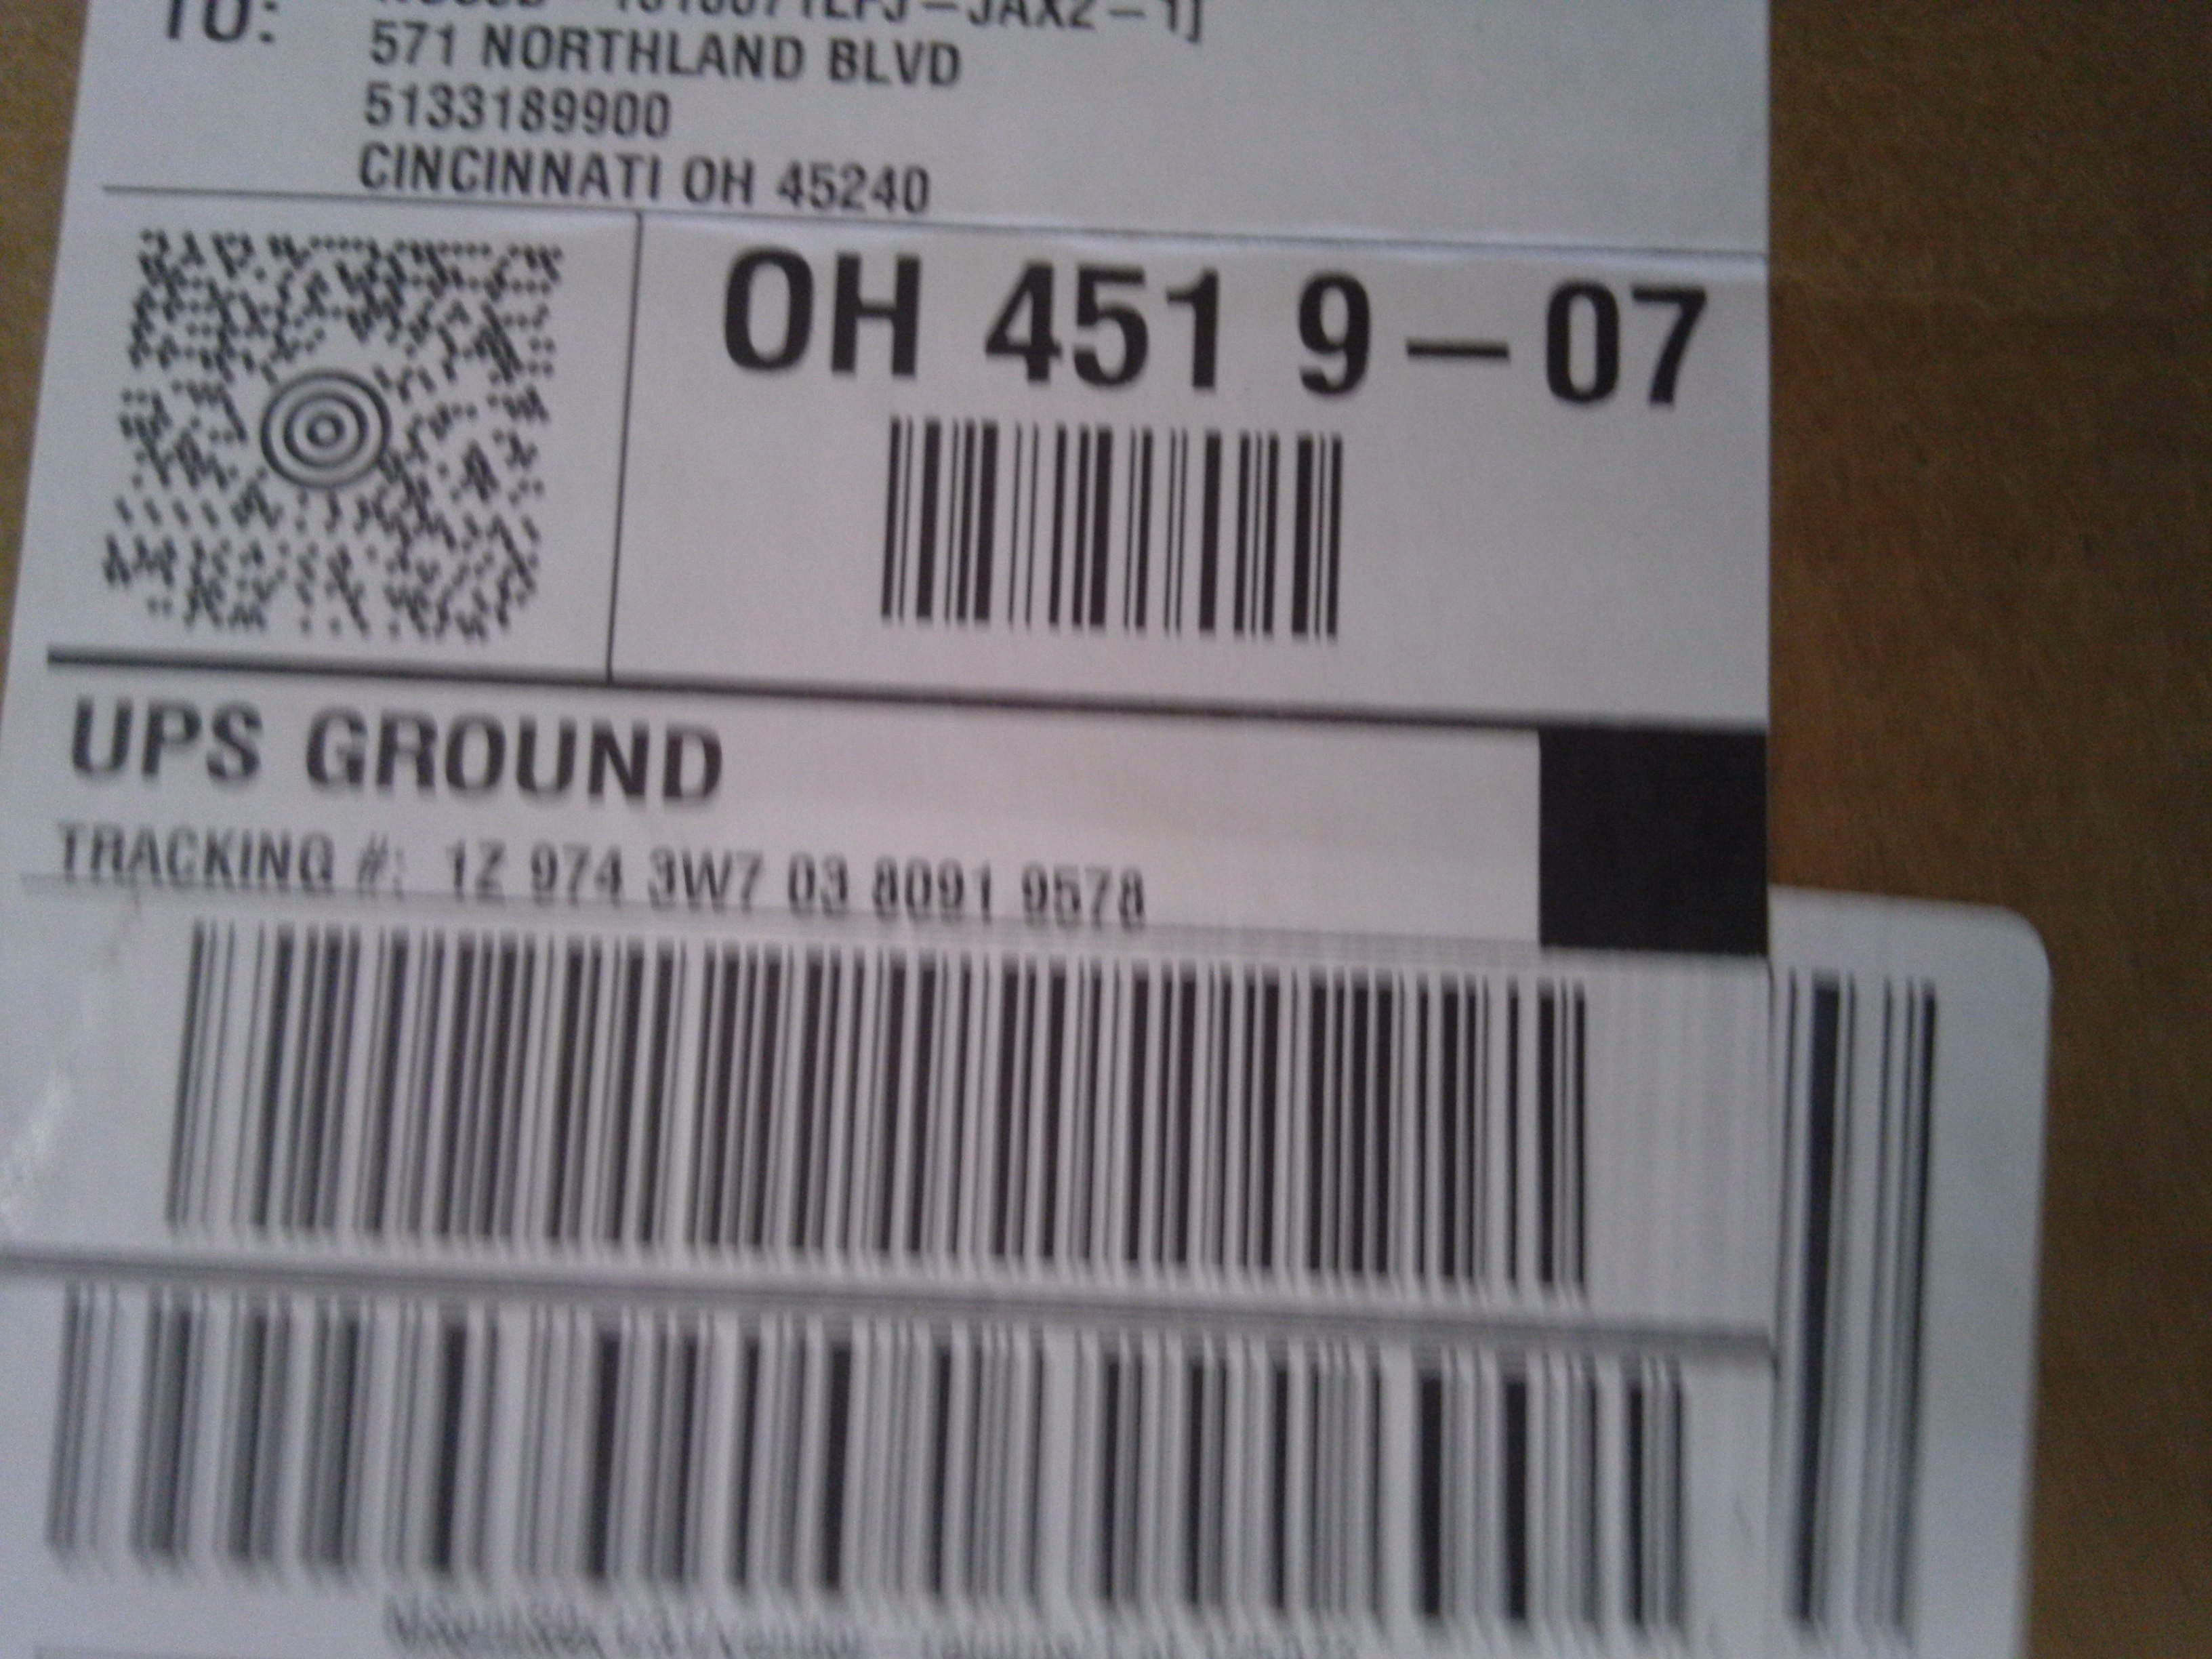 TO:
571 NORTHLAND BLVD
5133189900
CINCINNATI OH 45240
OH 451 9-07
UPS GROUND
TRACKING #: 1Z 974 3W7 03 8091 9578